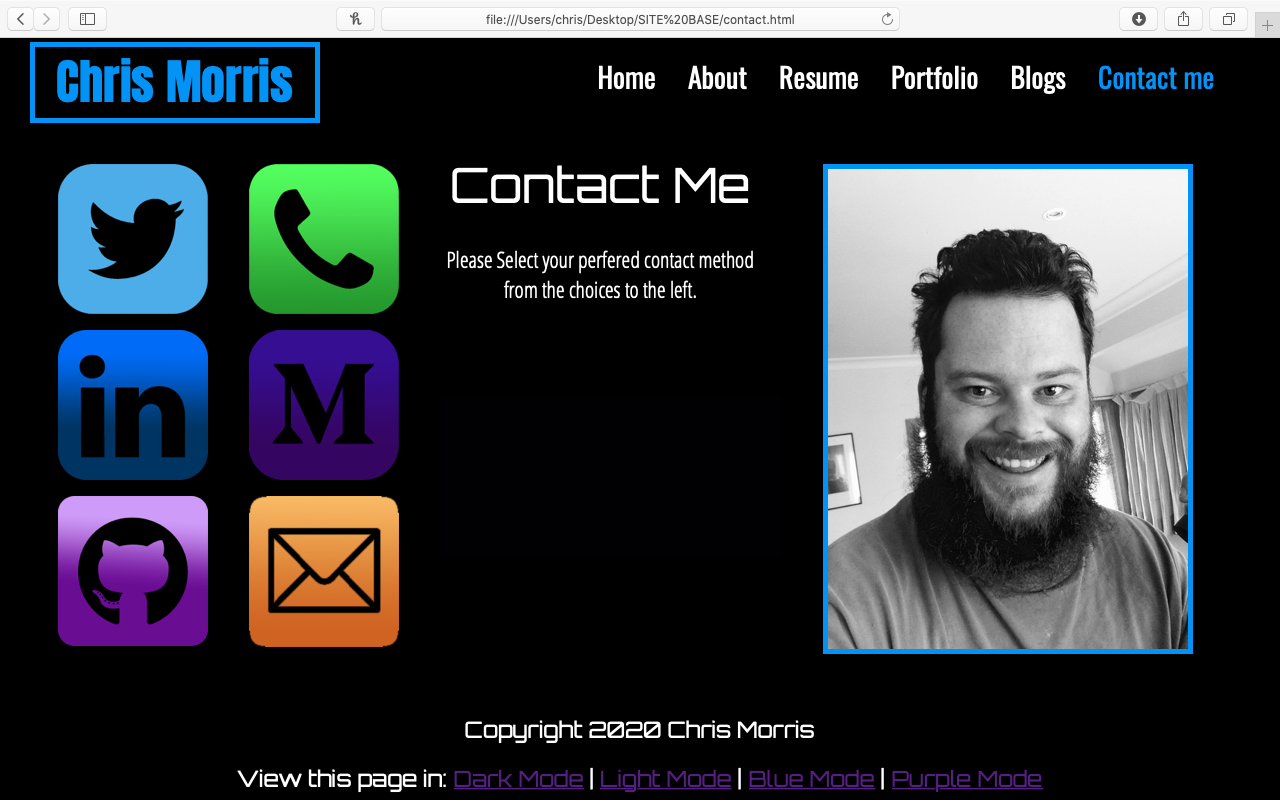 file:///Users/chris/Desktop/SITE%20BASE/contact.html
Chris Morris
Home About Resume Portfolio Blogs Contact me
Contact Me
Please Select your perfered contact method
from the choices to the left.
in
M
Copyright 2020 Chris Morris
View this page in: Dark Mode | Light Mode | Blue Mode | Purple Mode